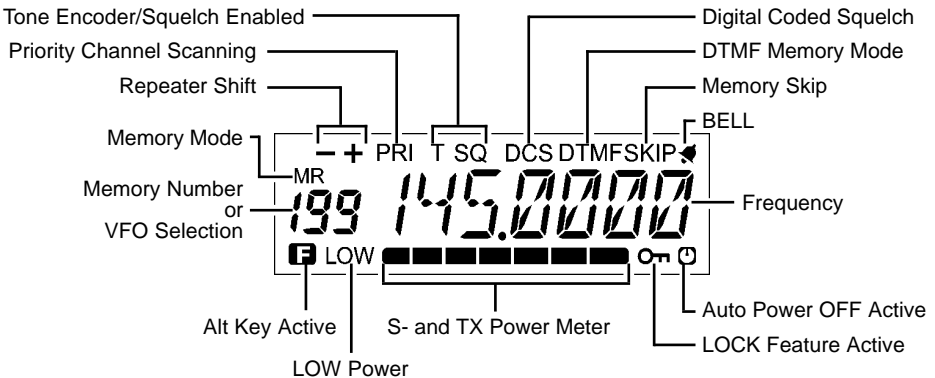 Tone Encoder/Squelch Enabled
Digital Coded Squelch
Priority Channel Scanning
DTMF Memory Mode
Repeater Shift
Memory Skip
BELL
Memory Mode
− + PRI T SQ DCS DTMF SKIP
MR
Memory Number
or
VFO Selection
199 145.0000
Frequency
F LOW
Auto Power OFF Active
Alt Key Active
S- and TX Power Meter
LOCK Feature Active
LOW Power